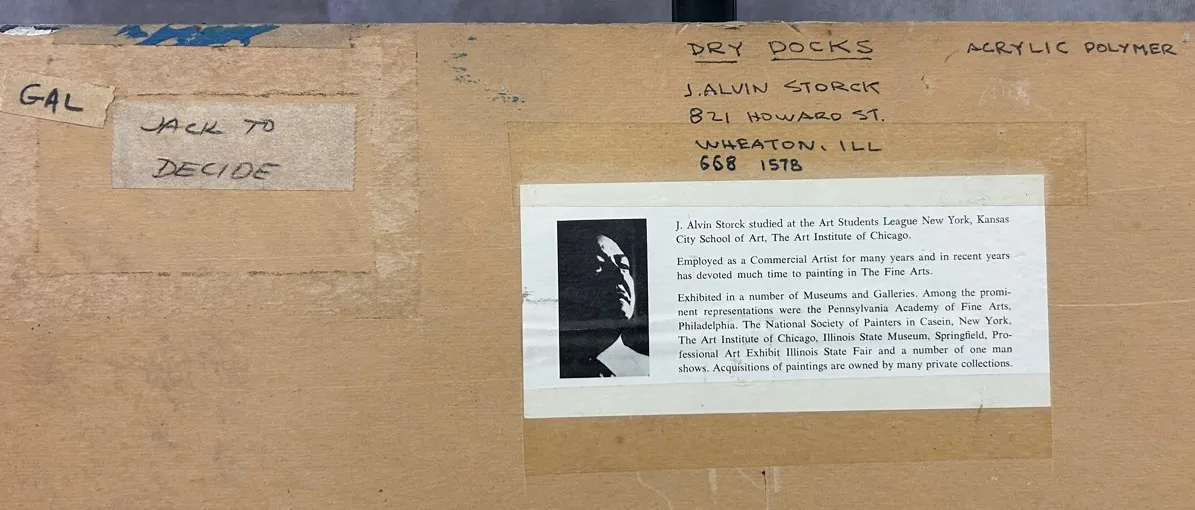 GAL
JACK TO
DECIDE
DRY DOCKS
ACRYLIC POLYMER
J. ALVIN STORCK
821 HOWARD ST.
WHEATON, ILL
668 1578
J. Alvin Storck studied at the Art Students League New York, Kansas
City School of Art, The Art Institute of Chicago.
Employed as a Commercial Artist for many years and in recent years
has devoted much time to painting in The Fine Arts.
Exhibited in a number of Museums and Galleries. Among the promi-
nent representations were the Pennsylvania Academy of Fine Arts,
Philadelphia. The National Society of Painters in Casein, New York,
The Art Institute of Chicago, Illinois State Museum, Springfield, Pro-
fessional Art Exhibit Illinois State Fair and a number of one man
shows. Acquisitions of paintings are owned by many private collections.